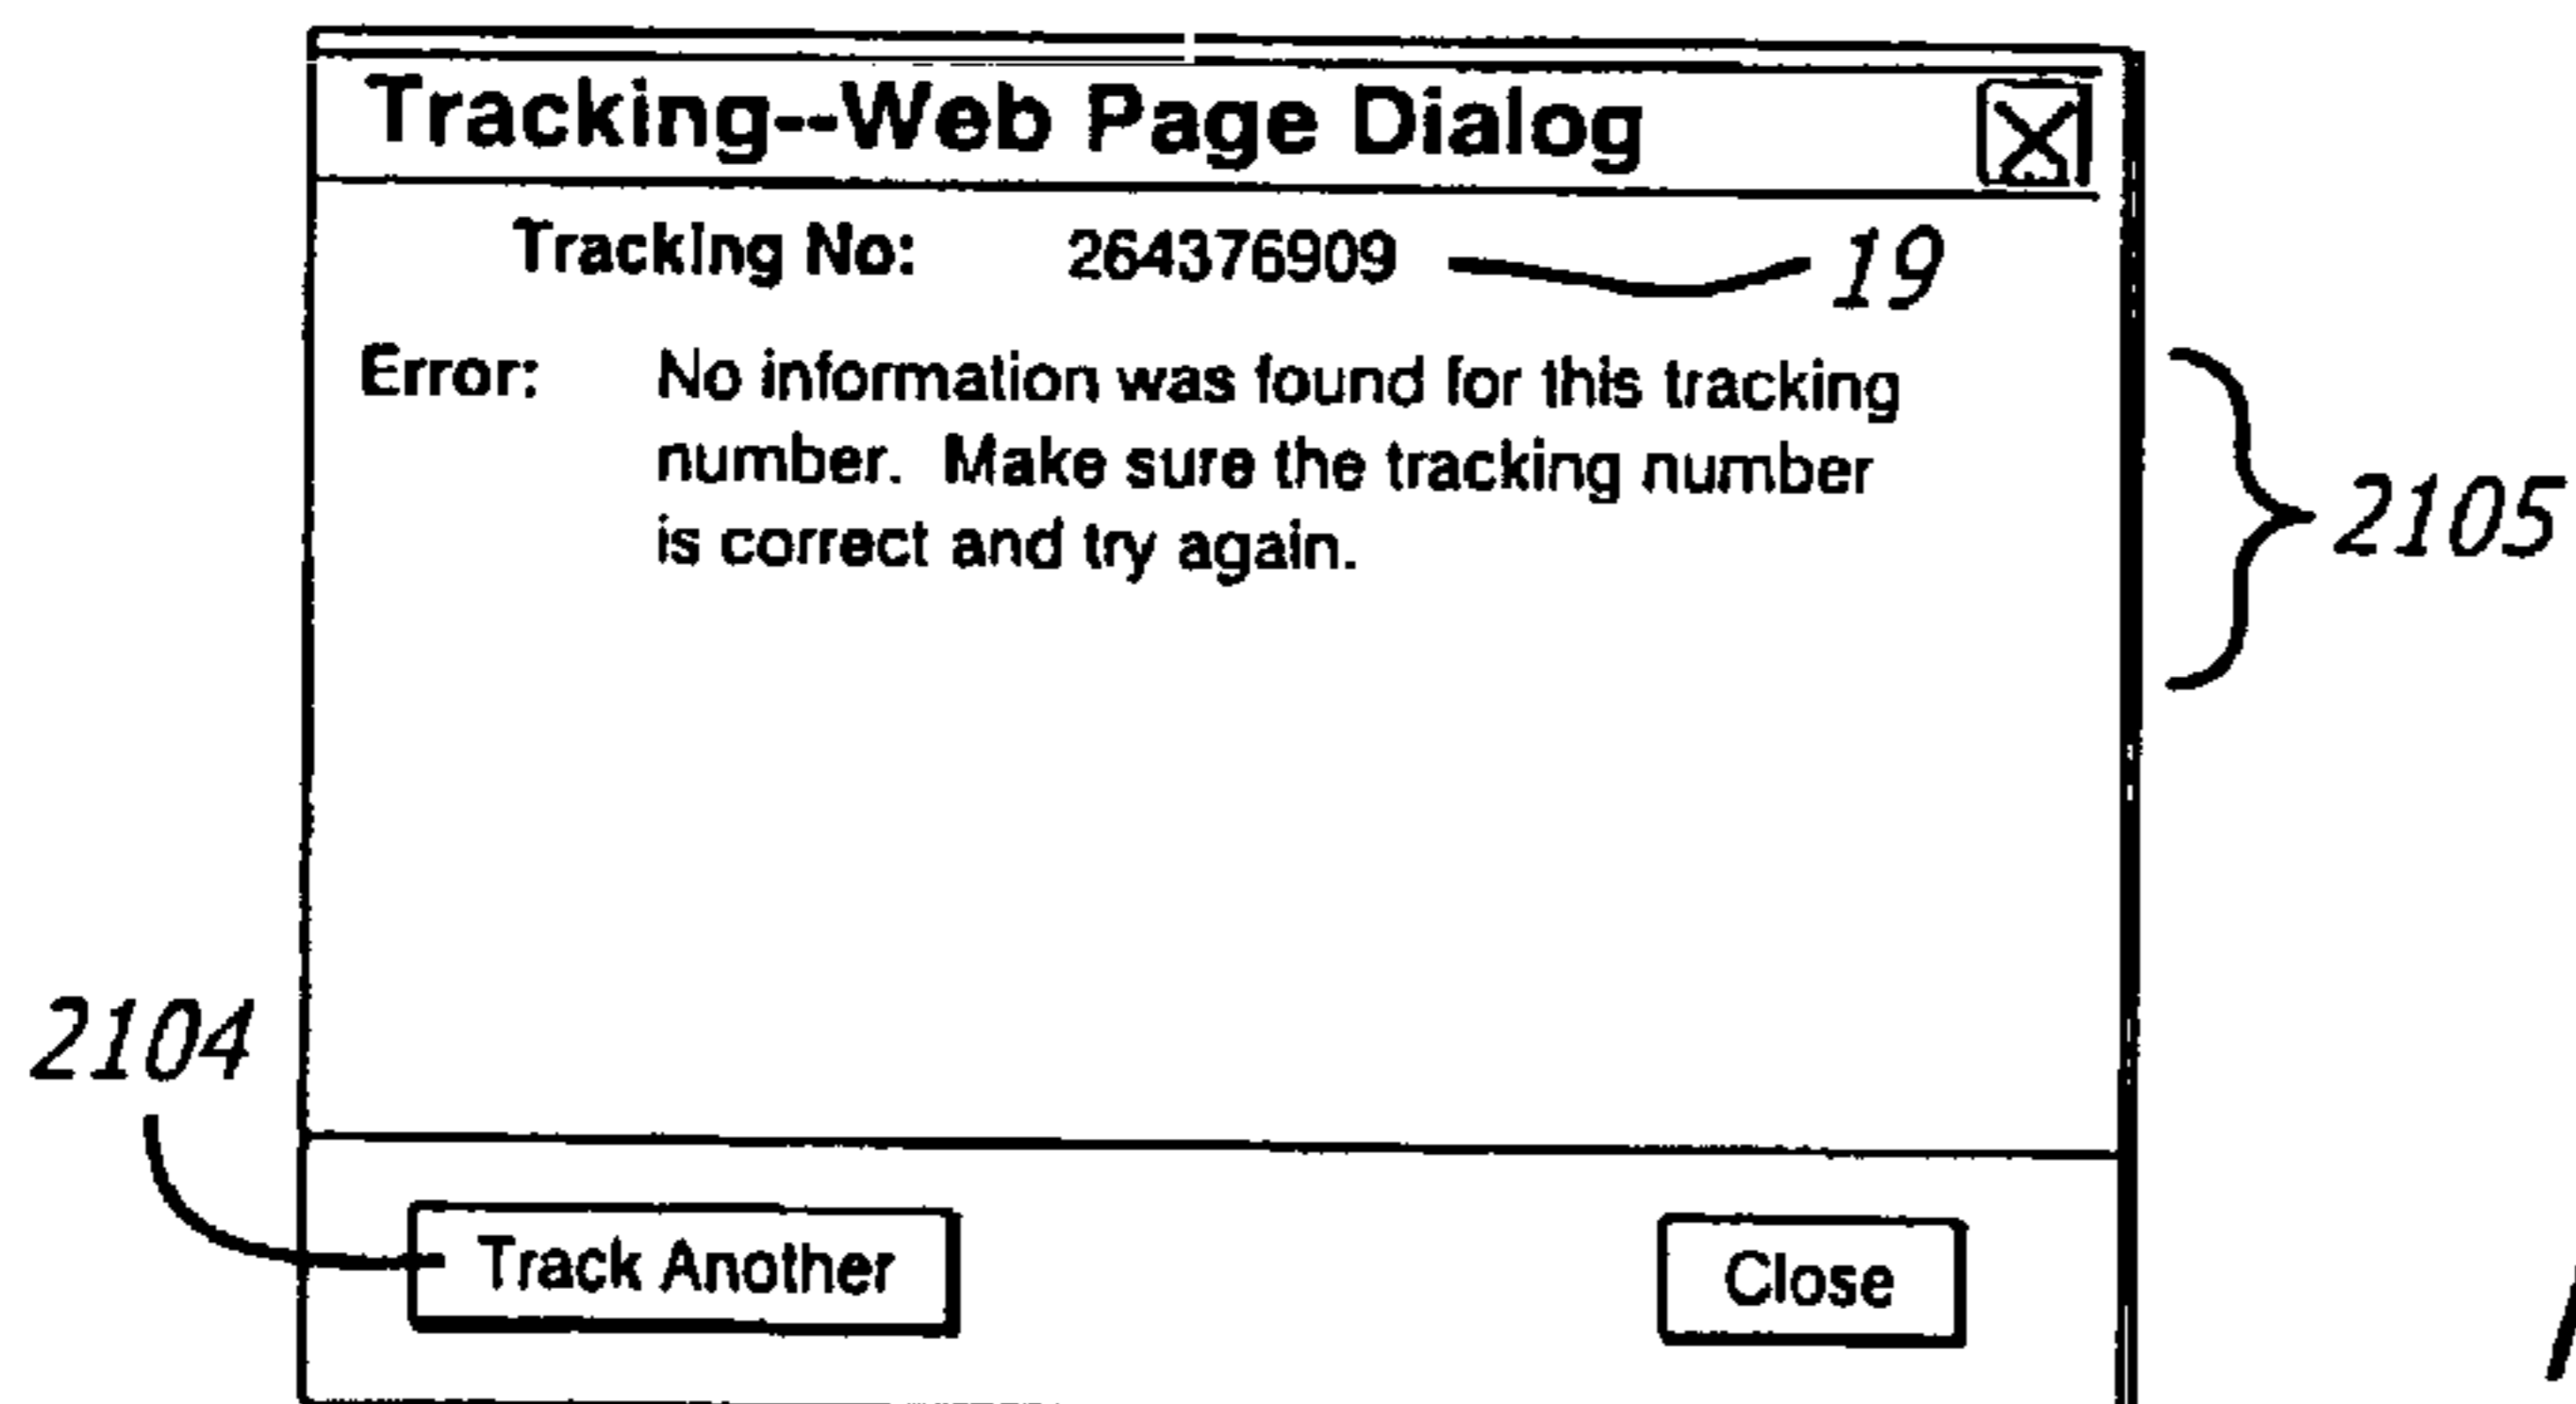 Tracking--Web Page Dialog
Tracking No: 264376909 19
Error: No information was found for this tracking
number. Make sure the tracking number
is correct and try again.
2105
2104
Track Another Close